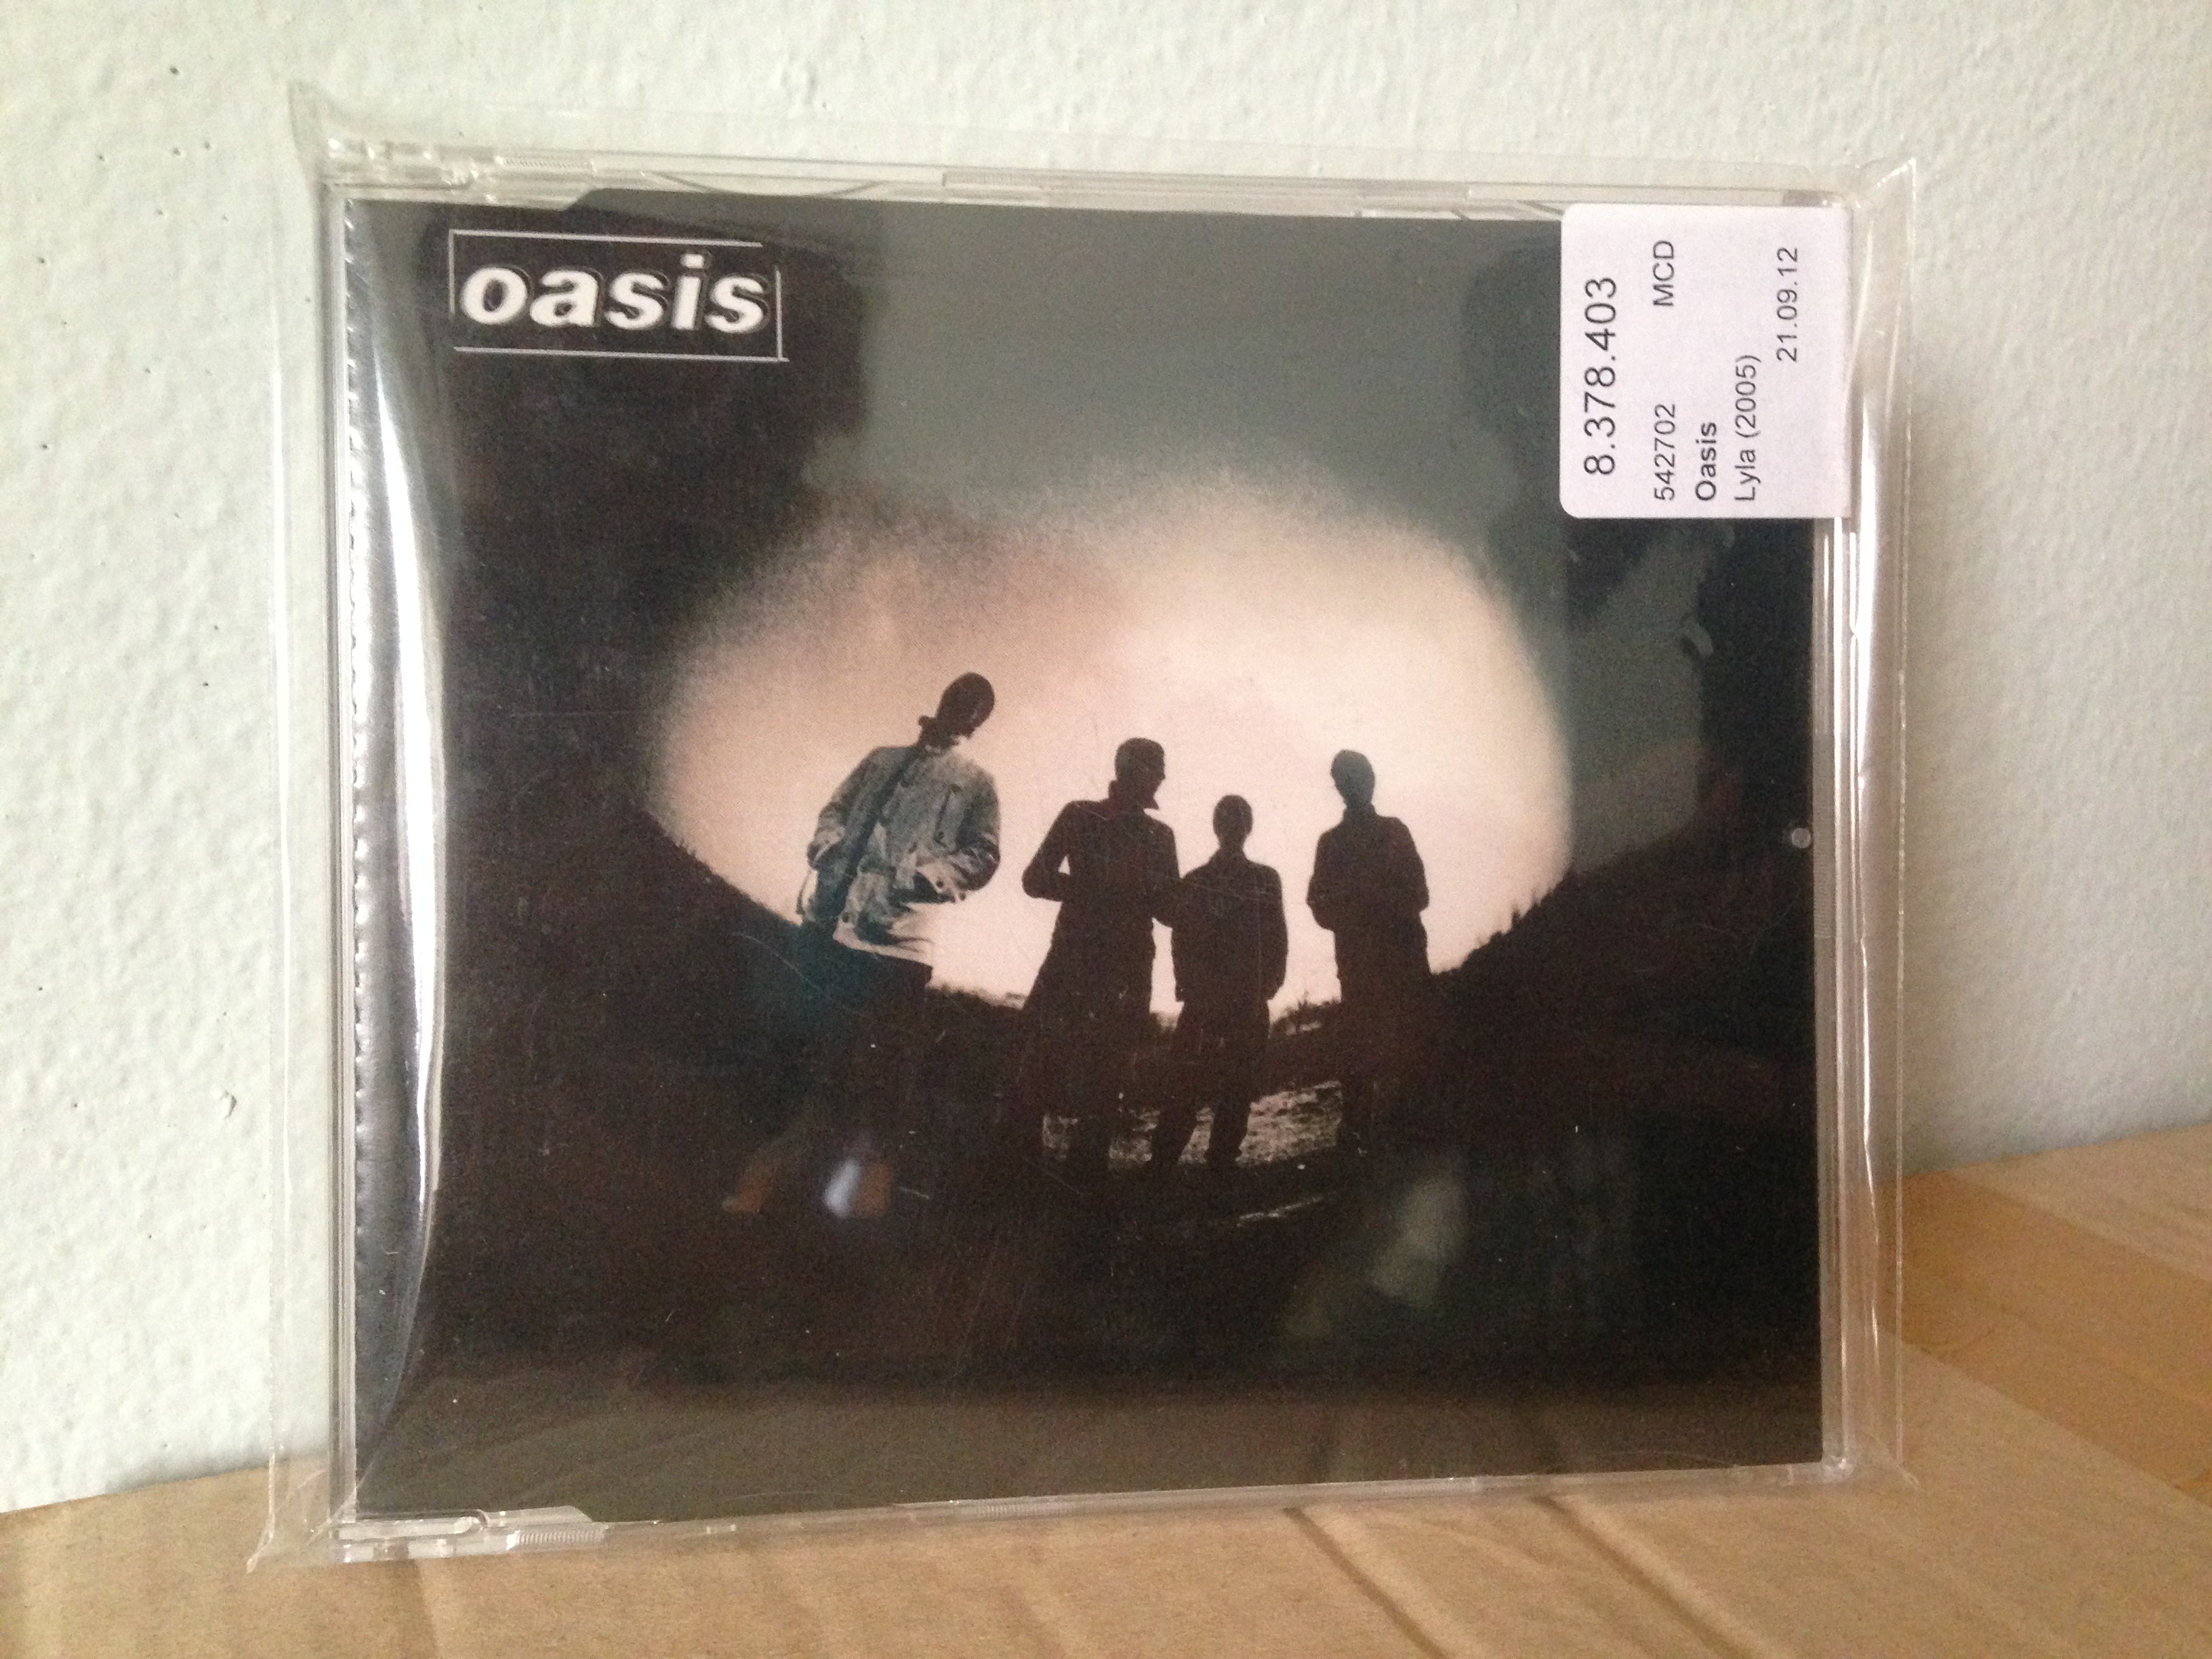 oasis
8.378.403
542702 MCD
Oasis
Lyla (2005)
21.09.12